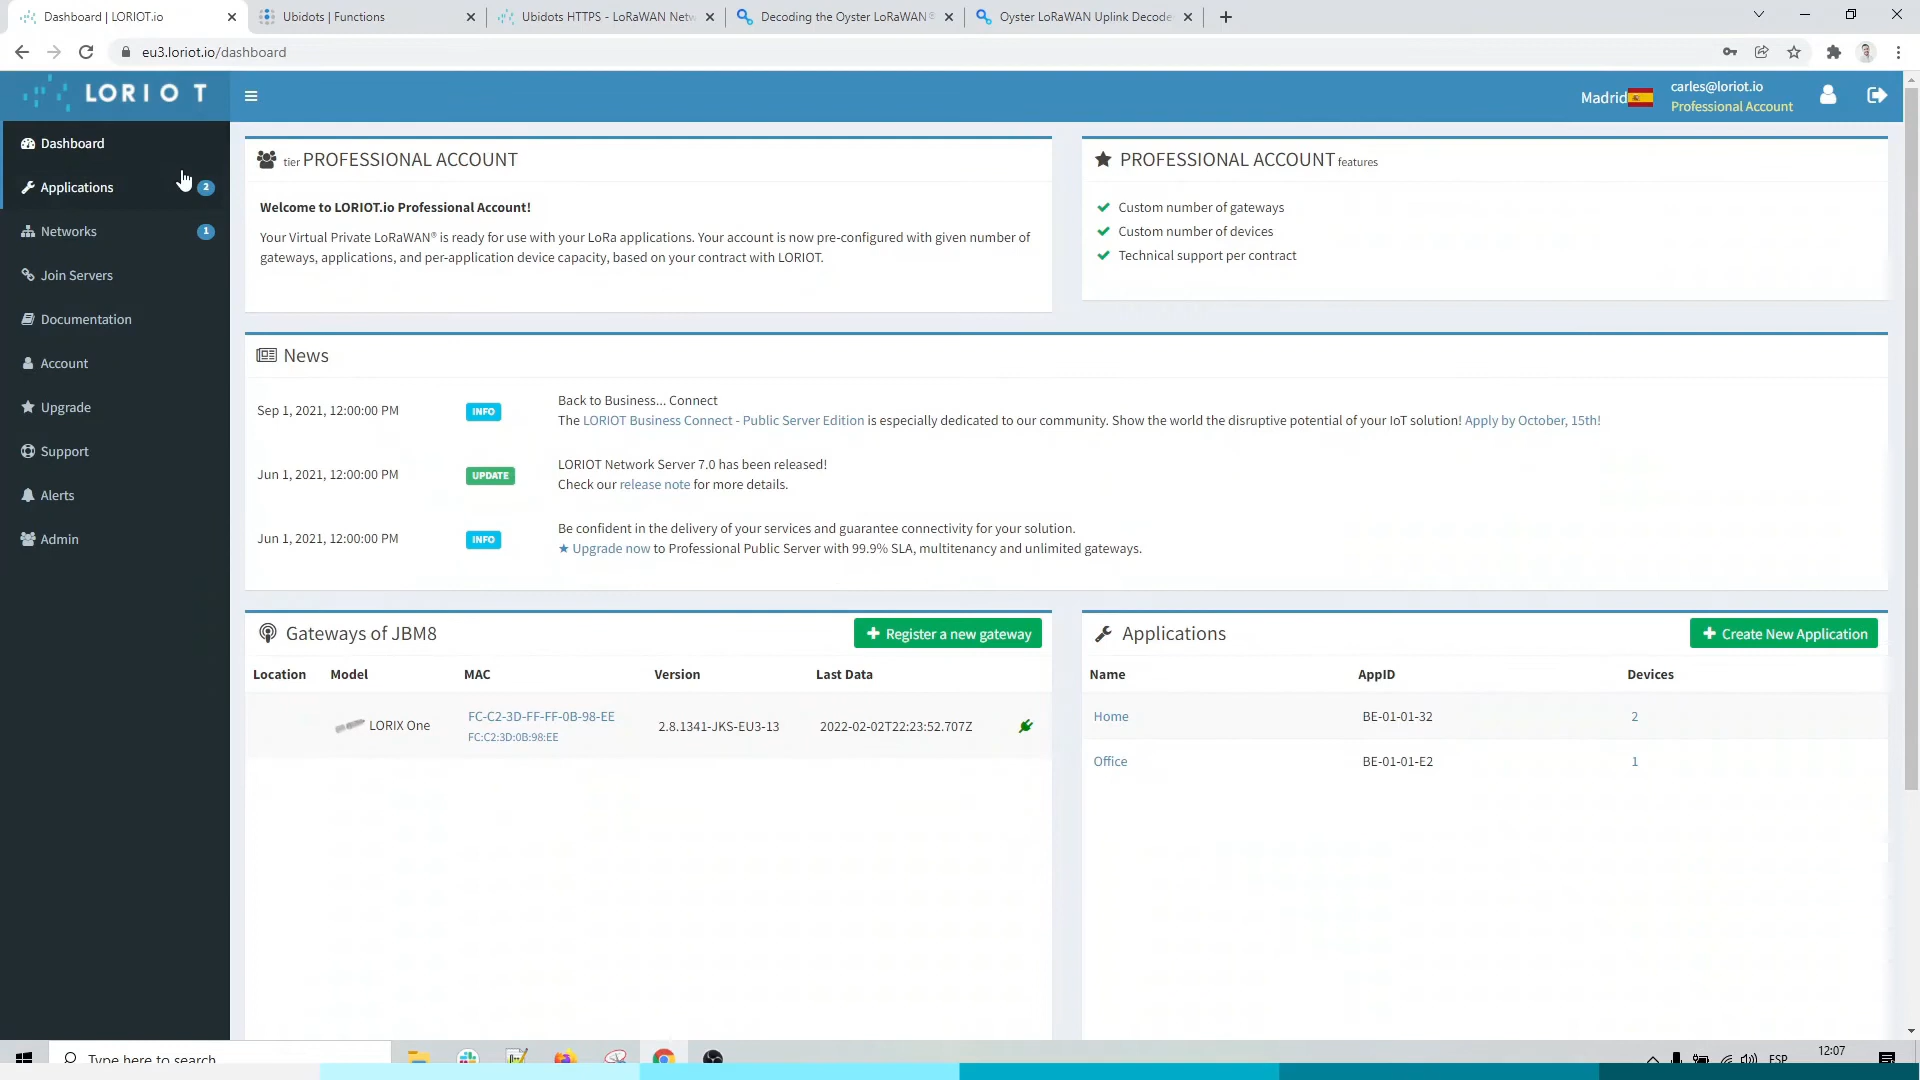 Dashboard | LORIOT.io
Ubidots | Functions
Ubidots HTTPS - LoRaWAN Netw
Decoding the Oyster LoRaWAN®
Oyster LoRaWAN Uplink Decode
eu3.loriot.io/dashboard
LORIOT
Madrid
carles@loriot.io
Professional Account
Dashboard
Applications 2
Networks 1
Join Servers
Documentation
Account
Upgrade
Support
Alerts
Admin
tier PROFESSIONAL ACCOUNT
Welcome to LORIOT.io Professional Account!
Your Virtual Private LoRaWAN® is ready for use with your LoRa applications. Your account is now pre-configured with given number of
gateways, applications, and per-application device capacity, based on your contract with LORIOT.
PROFESSIONAL ACCOUNT features
Custom number of gateways
Custom number of devices
Technical support per contract
News
Sep 1, 2021, 12:00:00 PM INFO Back to Business... Connect
The LORIOT Business Connect - Public Server Edition is especially dedicated to our community. Show the world the disruptive potential of your IoT solution! Apply by October, 15th!
Jun 1, 2021, 12:00:00 PM UPDATE LORIOT Network Server 7.0 has been released!
Check our release note for more details.
Jun 1, 2021, 12:00:00 PM INFO Be confident in the delivery of your services and guarantee connectivity for your solution.
★ Upgrade now to Professional Public Server with 99.9% SLA, multitenancy and unlimited gateways.
Gateways of JBM8
Register a new gateway
Location Model MAC Version Last Data
LORIX One FC-C2-3D-FF-FF-0B-98-EE 2.8.1341-JKS-EU3-13 2022-02-02T22:23:52.707Z
FC:C2:3D:0B:98:EE
Applications
Create New Application
Name AppID Devices
Home BE-01-01-32 2
Office BE-01-01-E2 1
Type here to search
ESP
12:07